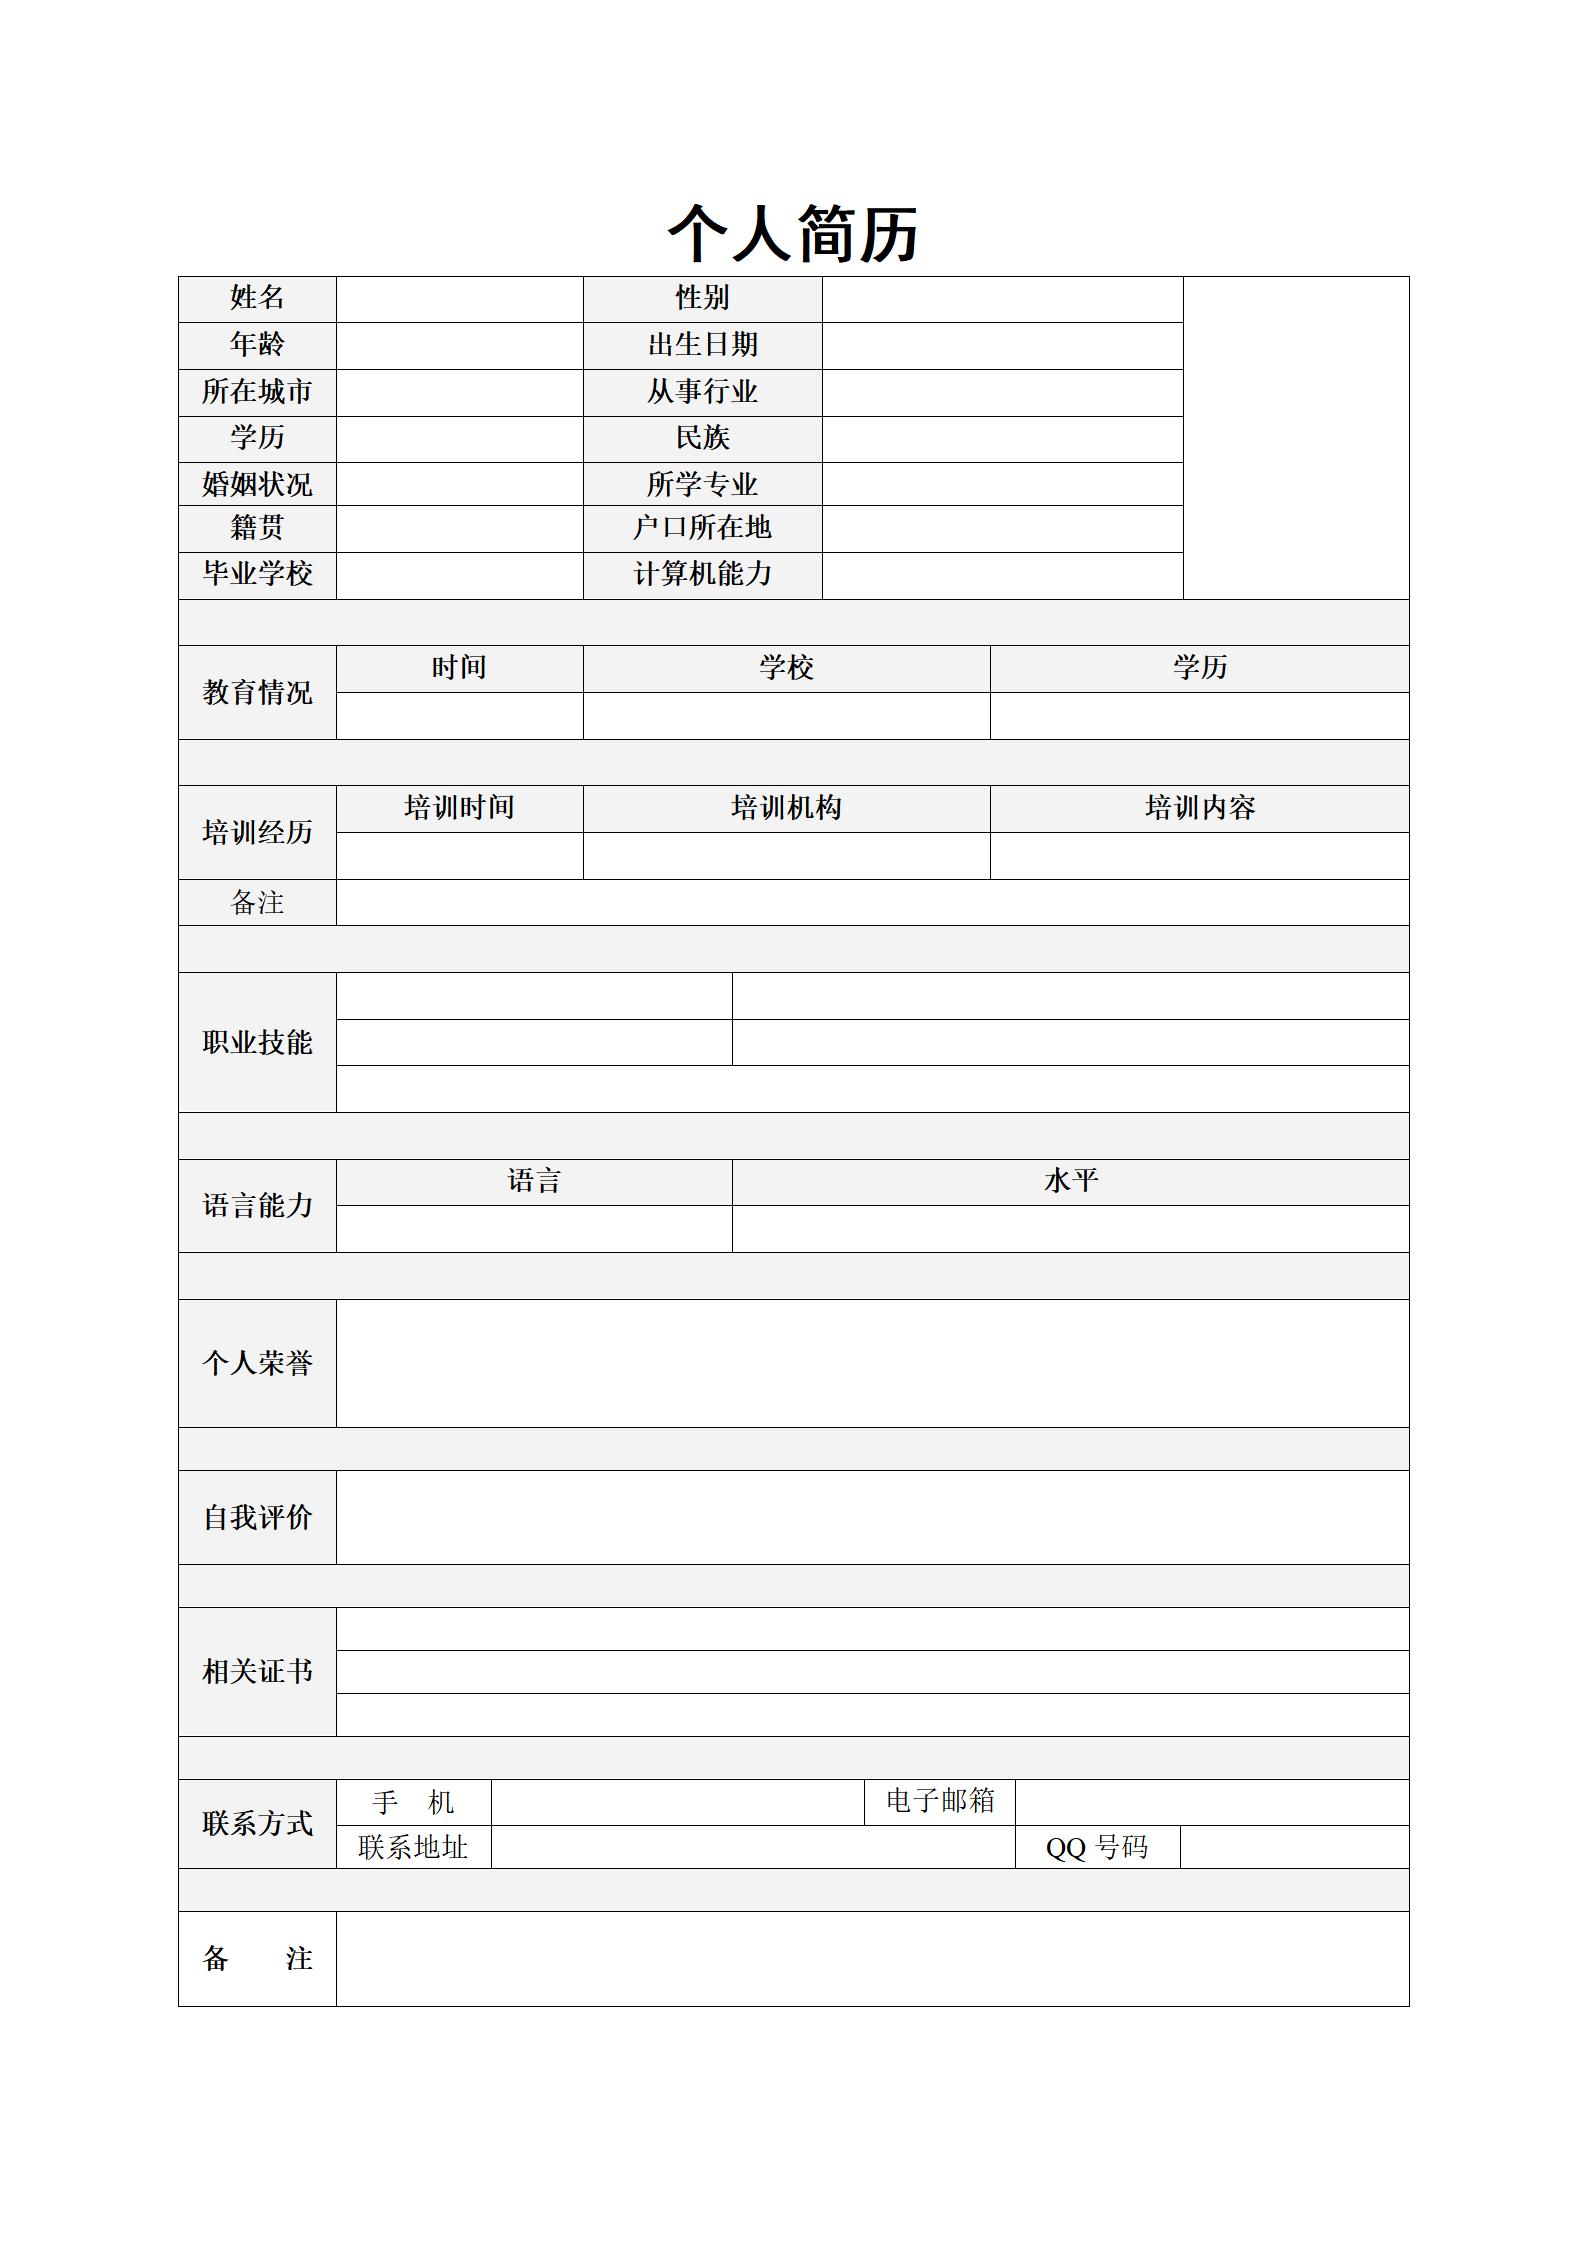 个人简历
姓名 性别
年龄 出生日期
所在城市 从事行业
学历 民族
婚姻状况 所学专业
籍贯 户口所在地
毕业学校 计算机能力
教育情况 时间 学校 学历
培训经历 培训时间 培训机构 培训内容
备注
职业技能
语言能力 语言 水平
个人荣誉
自我评价
相关证书
联系方式 手 机 电子邮箱
联系地址 QQ 号码
备 注